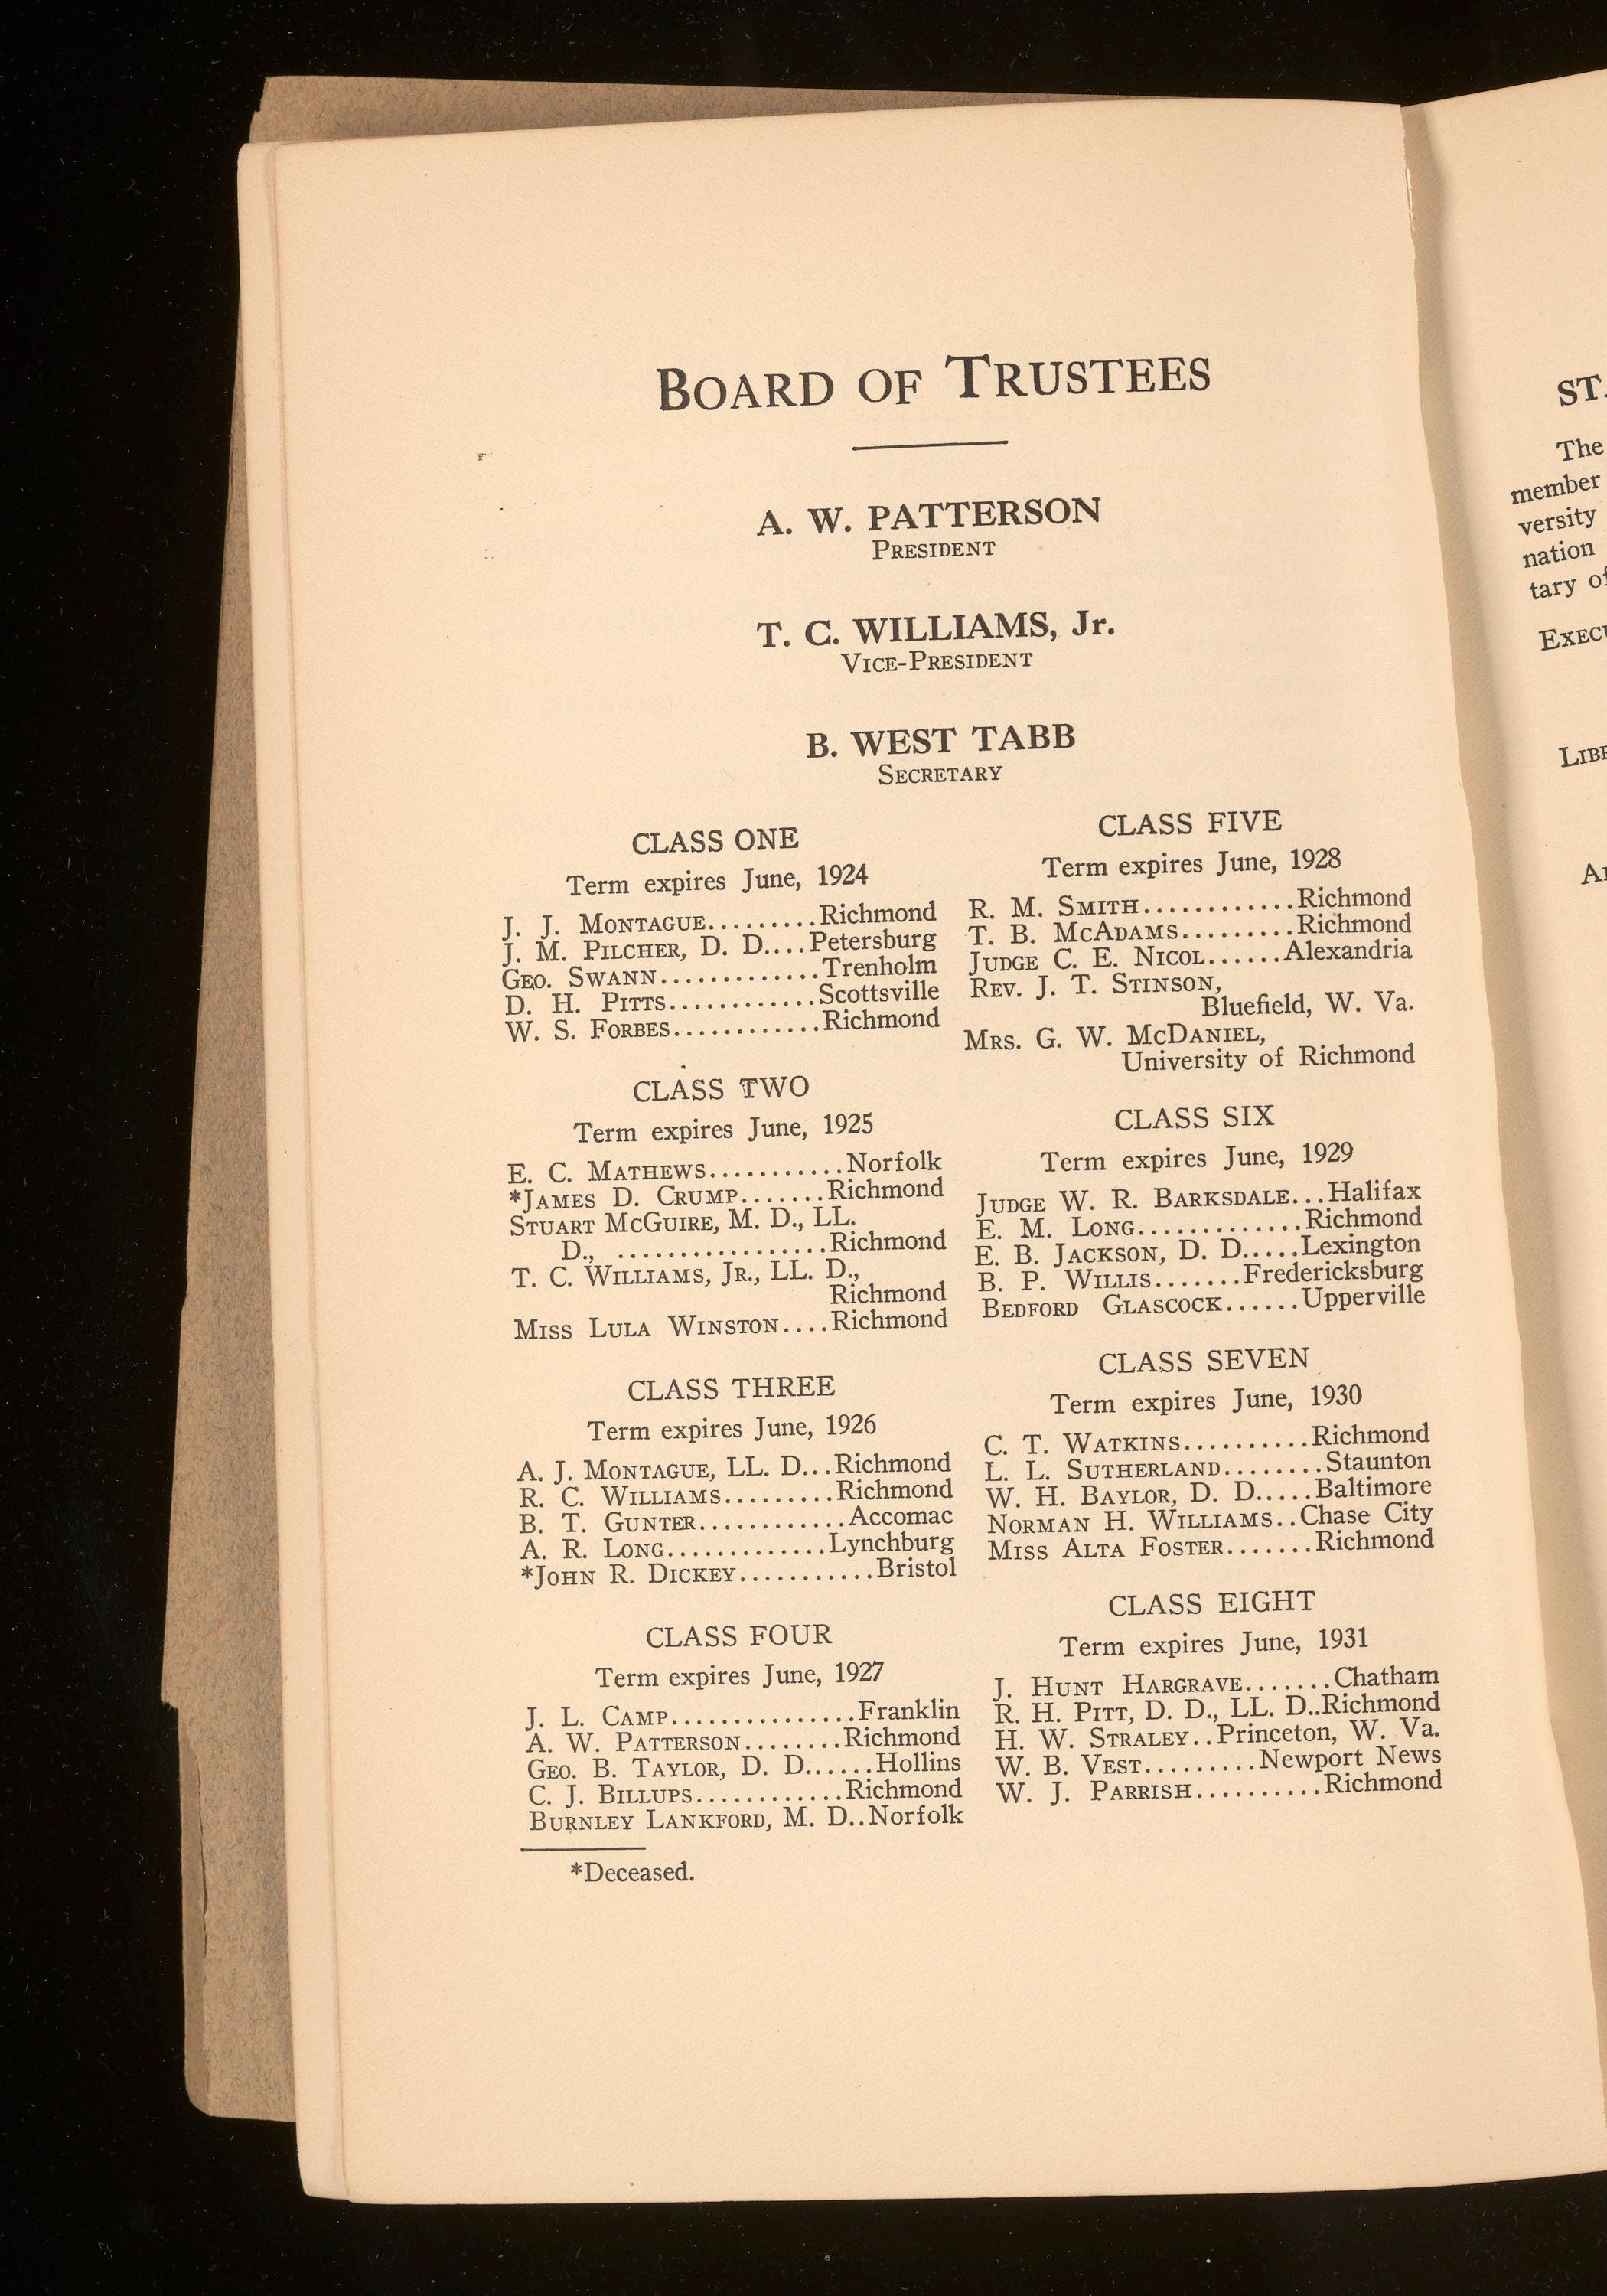 BOARD OF TRUSTEES
A. W. PATTERSON
PRESIDENT
T. C. WILLIAMS, Jr.
VICE-PRESIDENT
B. WEST TABB
SECRETARY
CLASS ONE
Term expires June, 1924
J. J. MONTAGUE.........Richmond
J. M. PILCHER, D. D....Petersburg
GEO. SWANN.............Trenholm
D. H. PITTS............Scottsville
W. S. FORBES............Richmond
CLASS TWO
Term expires June, 1925
E. C. MATHEWS...........Norfolk
*JAMES D. CRUMP.......Richmond
STUART MCGUIRE, M. D., LL.
D., .................Richmond
T. C. WILLIAMS, JR., LL. D.,
Richmond
MISS LULA WINSTON....Richmond
CLASS THREE
Term expires June, 1926
A. J. MONTAGUE, LL. D...Richmond
R. C. WILLIAMS.........Richmond
B. T. GUNTER............Accomac
A. R. LONG.............Lynchburg
*JOHN R. DICKEY...........Bristol
CLASS FOUR
Term expires June, 1927
J. L. CAMP...............Franklin
A. W. PATTERSON........Richmond
GEO. B. TAYLOR, D. D......Hollins
C. J. BILLUPS............Richmond
BURNLEY LANKFORD, M. D..Norfolk
*Deceased.
CLASS FIVE
Term expires June, 1928
R. M. SMITH............Richmond
T. B. MCADAMS.........Richmond
JUDGE C. E. NICOL......Alexandria
REV. J. T. STINSON,
Bluefield, W. Va.
MRS. G. W. MCDANIEL,
University of Richmond
CLASS SIX
Term expires June, 1929
JUDGE W. R. BARKSDALE...Halifax
E. M. LONG.............Richmond
E. B. JACKSON, D. D.....Lexington
B. P. WILLIS.......Fredericksburg
BEDFORD GLASCOCK......Upperville
CLASS SEVEN
Term expires June, 1930
C. T. WATKINS..........Richmond
L. L. SUTHERLAND........Staunton
W. H. BAYLOR, D. D.....Baltimore
NORMAN H. WILLIAMS..Chase City
MISS ALTA FOSTER.......Richmond
CLASS EIGHT
Term expires June, 1931
J. HUNT HARGRAVE.......Chatham
R. H. PITT, D. D., LL. D..Richmond
H. W. STRALEY..Princeton, W. Va.
W. B. VEST.........Newport News
W. J. PARRISH..........Richmond
The
member
versity
nation
tary